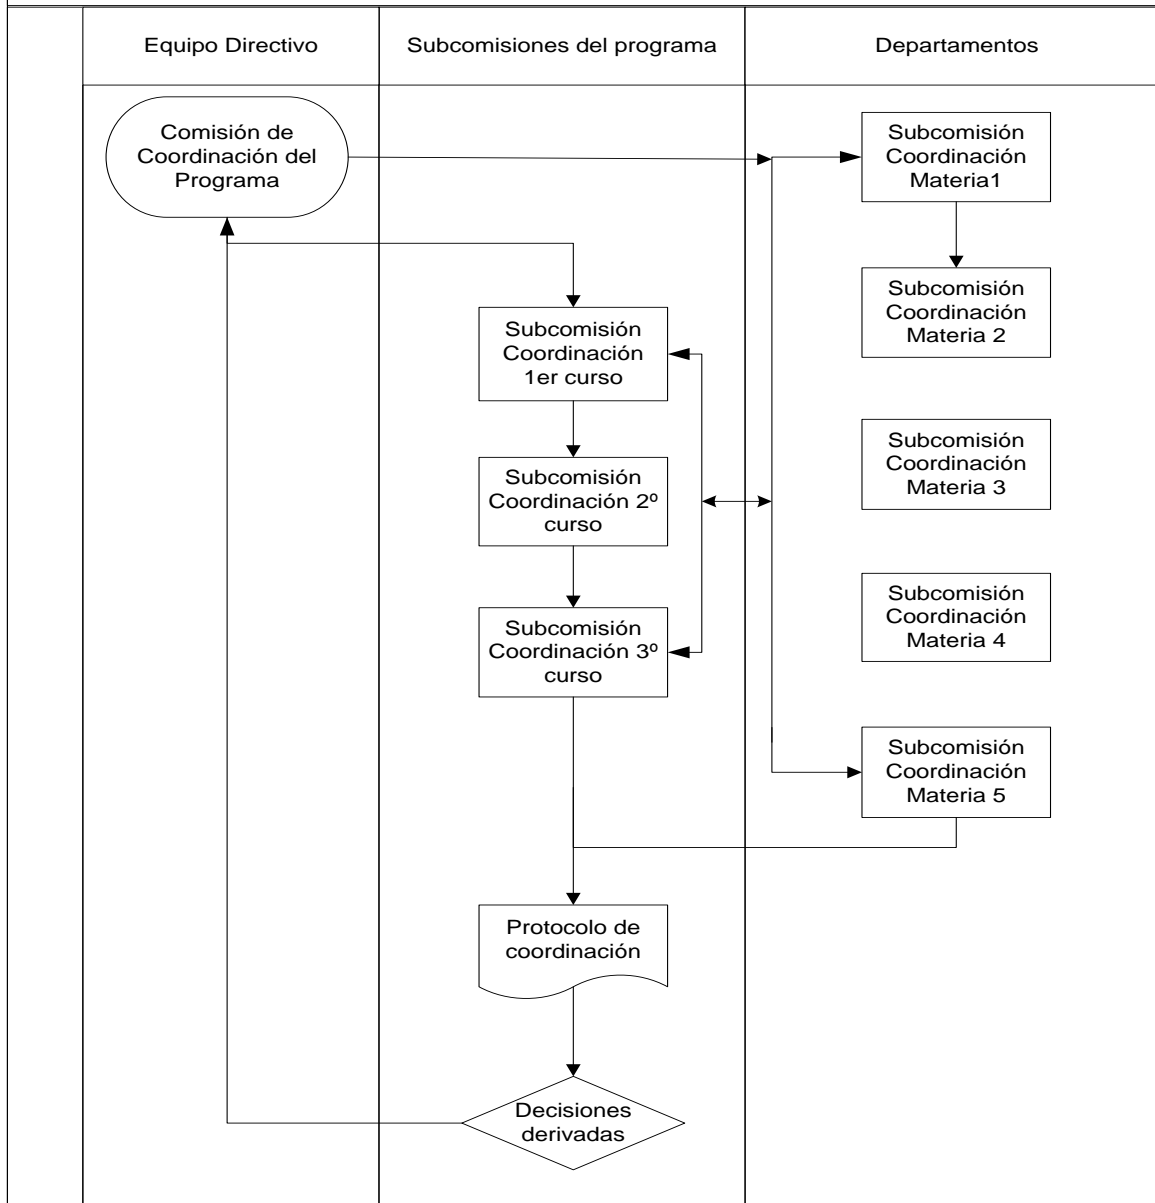 Equipo Directivo
Subcomisiones del programa
Departamentos
Comisión de
Coordinación del
Programa
Subcomisión
Coordinación
1er curso
Subcomisión
Coordinación 2º
curso
Subcomisión
Coordinación 3º
curso
Protocolo de
coordinación
Decisiones
derivadas
Subcomisión
Coordinación
Materia1
Subcomisión
Coordinación
Materia 2
Subcomisión
Coordinación
Materia 3
Subcomisión
Coordinación
Materia 4
Subcomisión
Coordinación
Materia 5